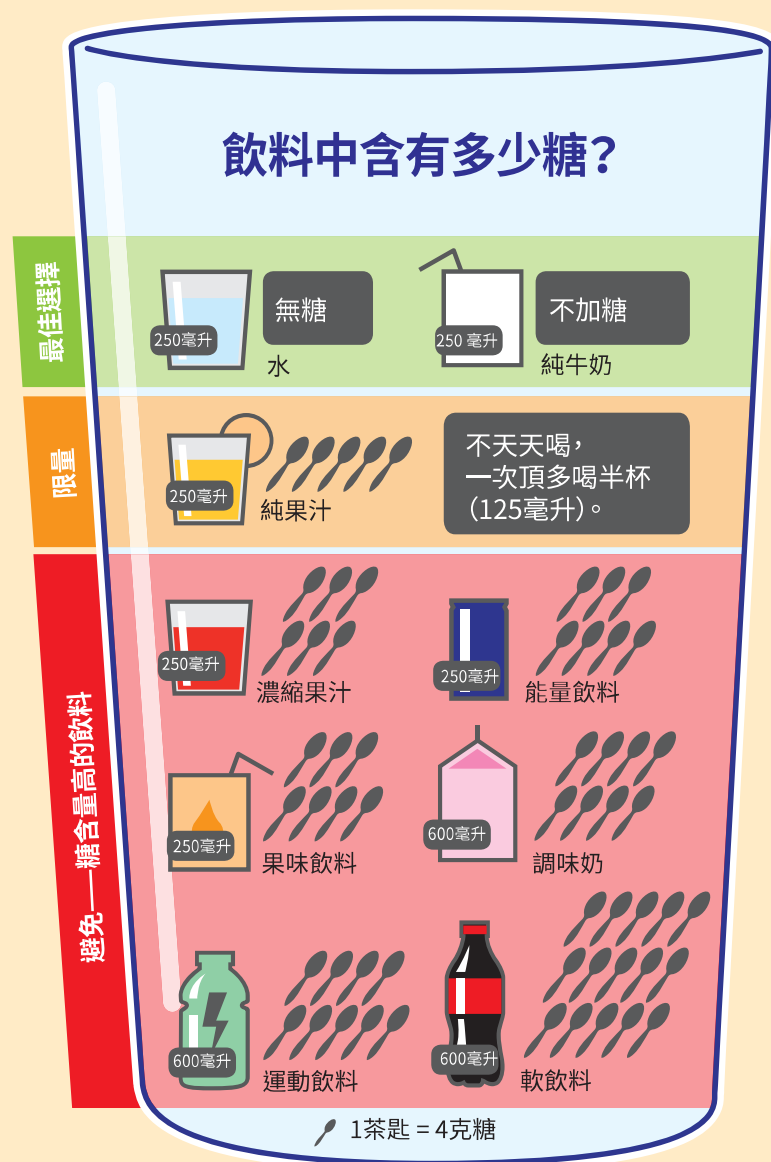 飲料中含有多少糖？
最佳選擇
250毫升
無糖
水
250 毫升
不加糖
純牛奶
限量
250毫升
純果汁
不天天喝，
一次頂多喝半杯
（125毫升）。
避免——糖含量高的飲料
250毫升
濃縮果汁
250毫升
能量飲料
250毫升
果味飲料
600毫升
調味奶
600毫升
運動飲料
600毫升
軟飲料
1茶匙 = 4克糖